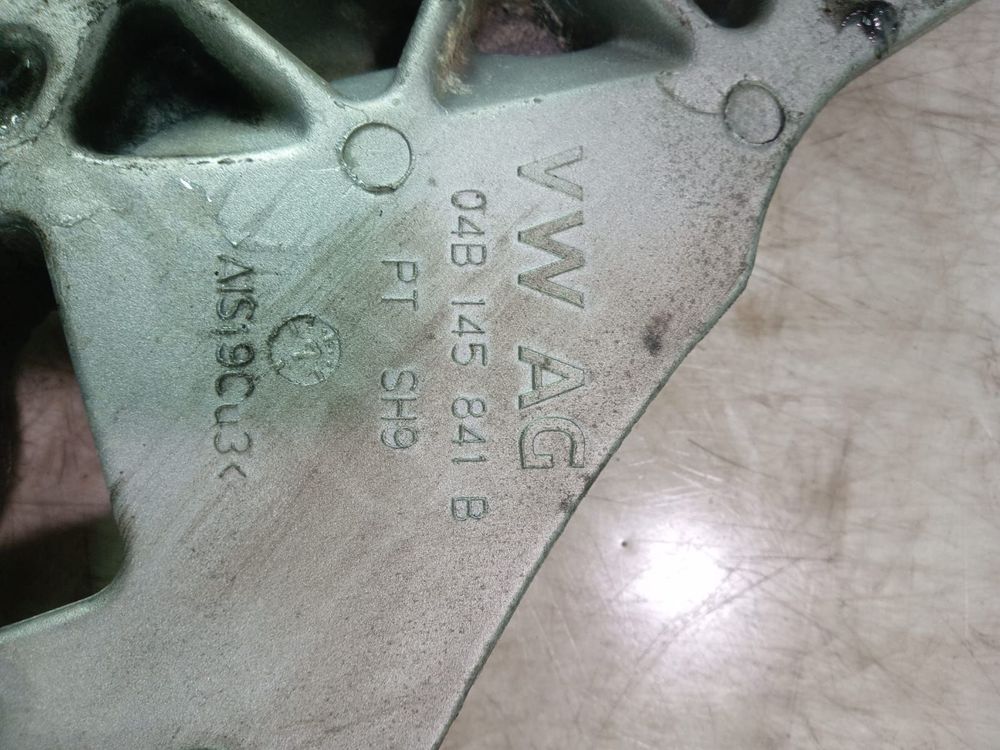 VW AG
04B 145 841 B
PT SH9
AlSi9Cu3<